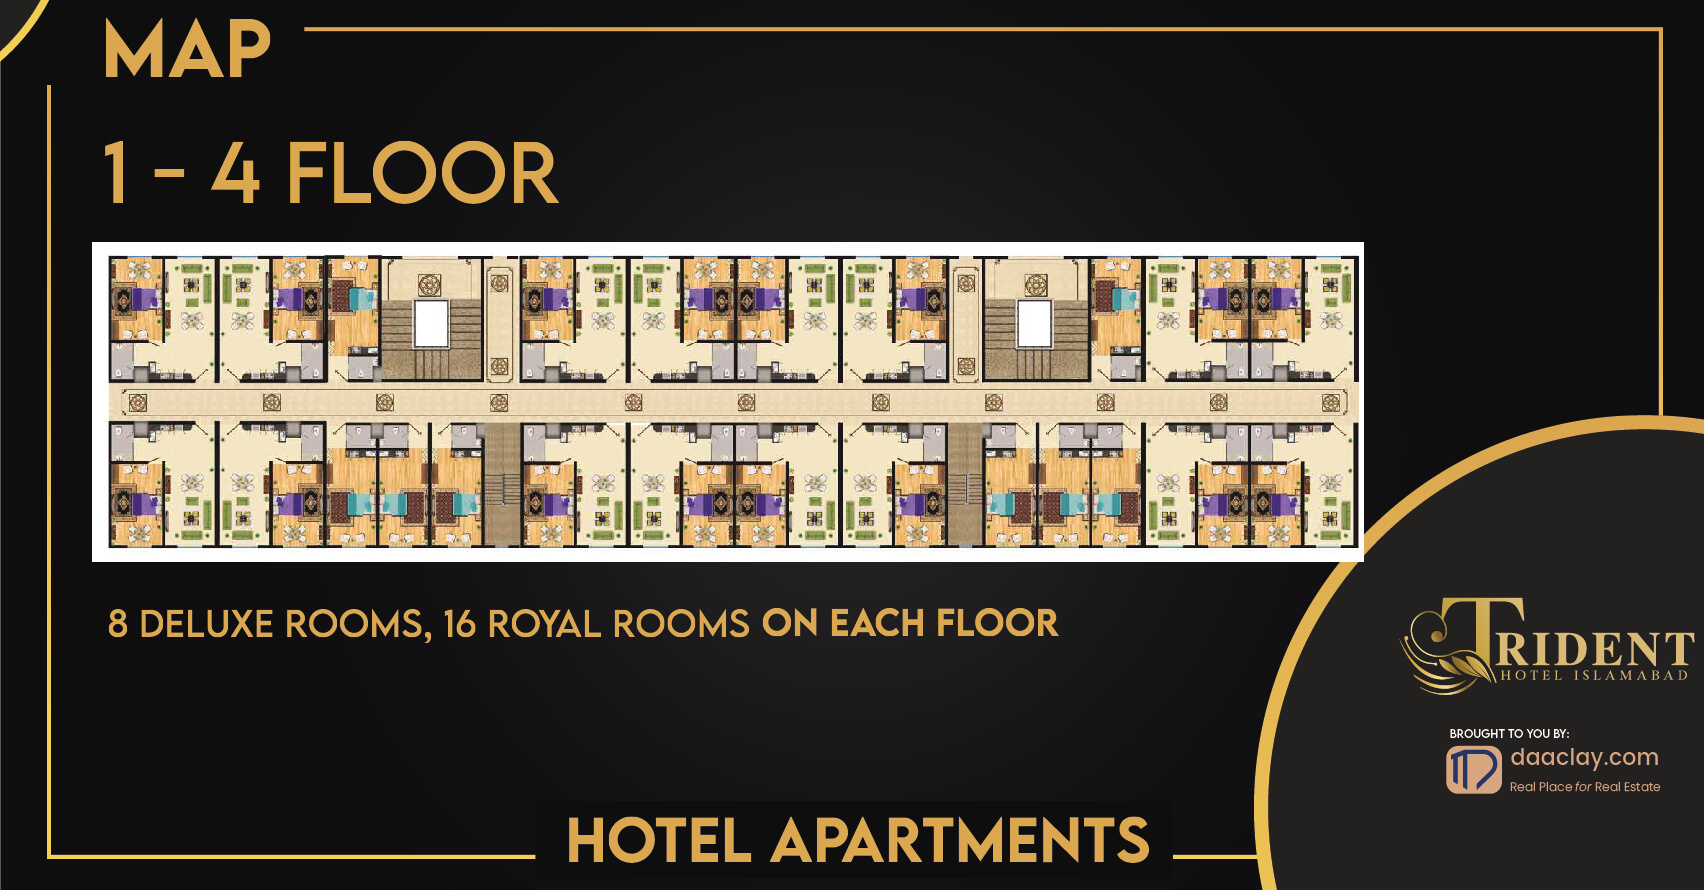 MAP
1 - 4 FLOOR
8 DELUXE ROOMS, 16 ROYAL ROOMS ON EACH FLOOR
TRIDENT
HOTEL ISLAMABAD
BROUGHT TO YOU BY:
daaclay.com
Real Place for Real Estate
HOTEL APARTMENTS